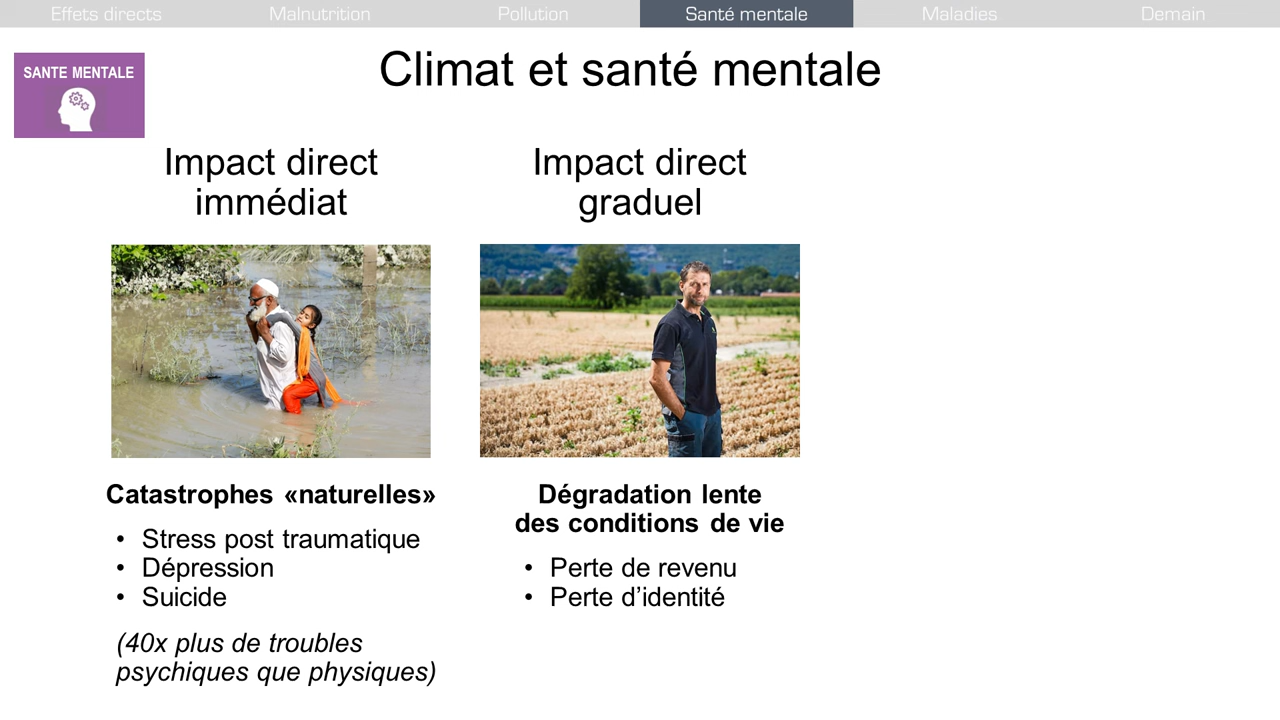 Effets directs
Malnutrition
Pollution
Santé mentale
Maladies
Demain
SANTE MENTALE
Climat et santé mentale
Impact direct
immédiat
Catastrophes «naturelles»
• Stress post traumatique
• Dépression
• Suicide
(40x plus de troubles
psychiques que physiques)
Impact direct
graduel
Dégradation lente
des conditions de vie
• Perte de revenu
• Perte d’identité